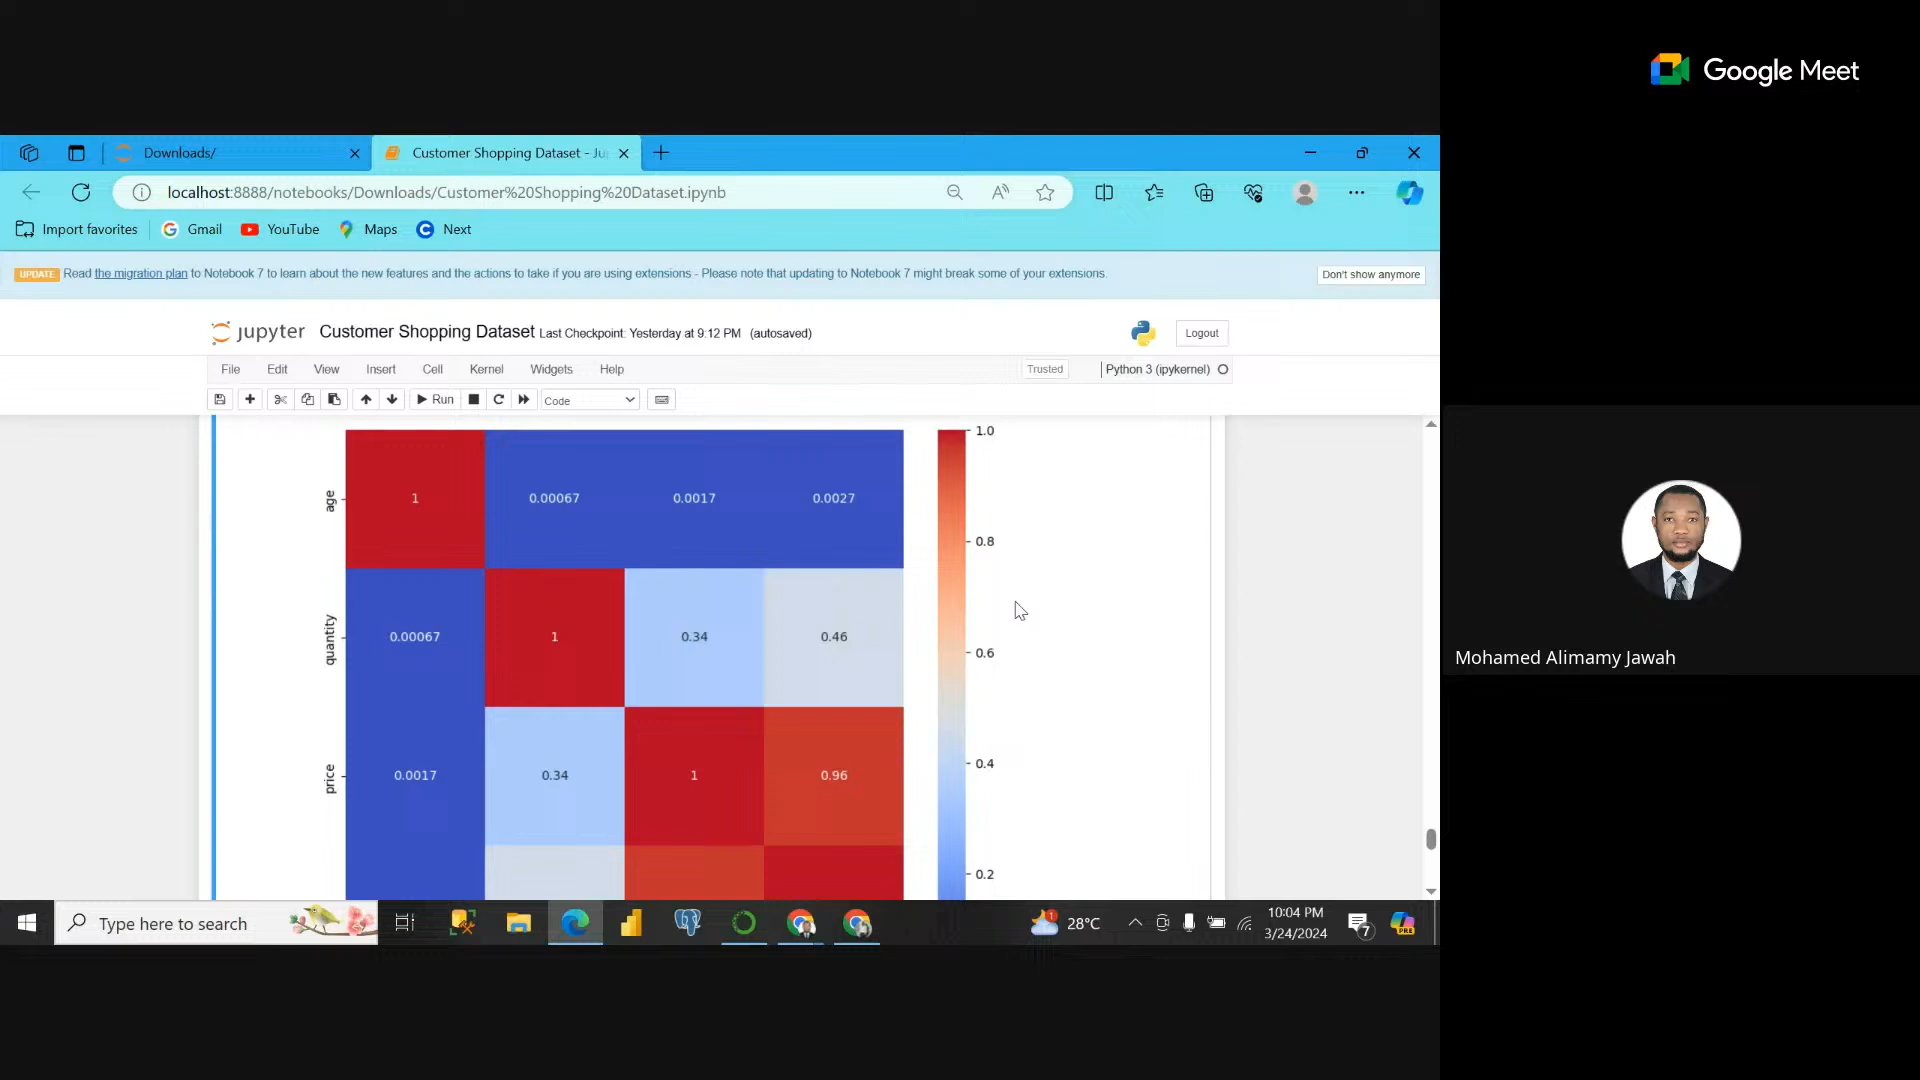 Google Meet
Downloads/
Customer Shopping Dataset - Ju
localhost:8888/notebooks/Downloads/Customer%20Shopping%20Dataset.ipynb
Import favorites Gmail YouTube Maps Next
UPDATE Read the migration plan to Notebook 7 to learn about the new features and the actions to take if you are using extensions - Please note that updating to Notebook 7 might break some of your extensions. Don't show anymore
jupyter Customer Shopping Dataset Last Checkpoint: Yesterday at 9:12 PM (autosaved) Logout
File Edit View Insert Cell Kernel Widgets Help Trusted Python 3 (ipykernel)
Run Code
age 1 0.00067 0.0017 0.0027
quantity 0.00067 1 0.34 0.46
price 0.0017 0.34 1 0.96
1.0
0.8
0.6
0.4
0.2
Mohamed Alimamy Jawah
Type here to search
1
28°C
10:04 PM
3/24/2024
7
PRE